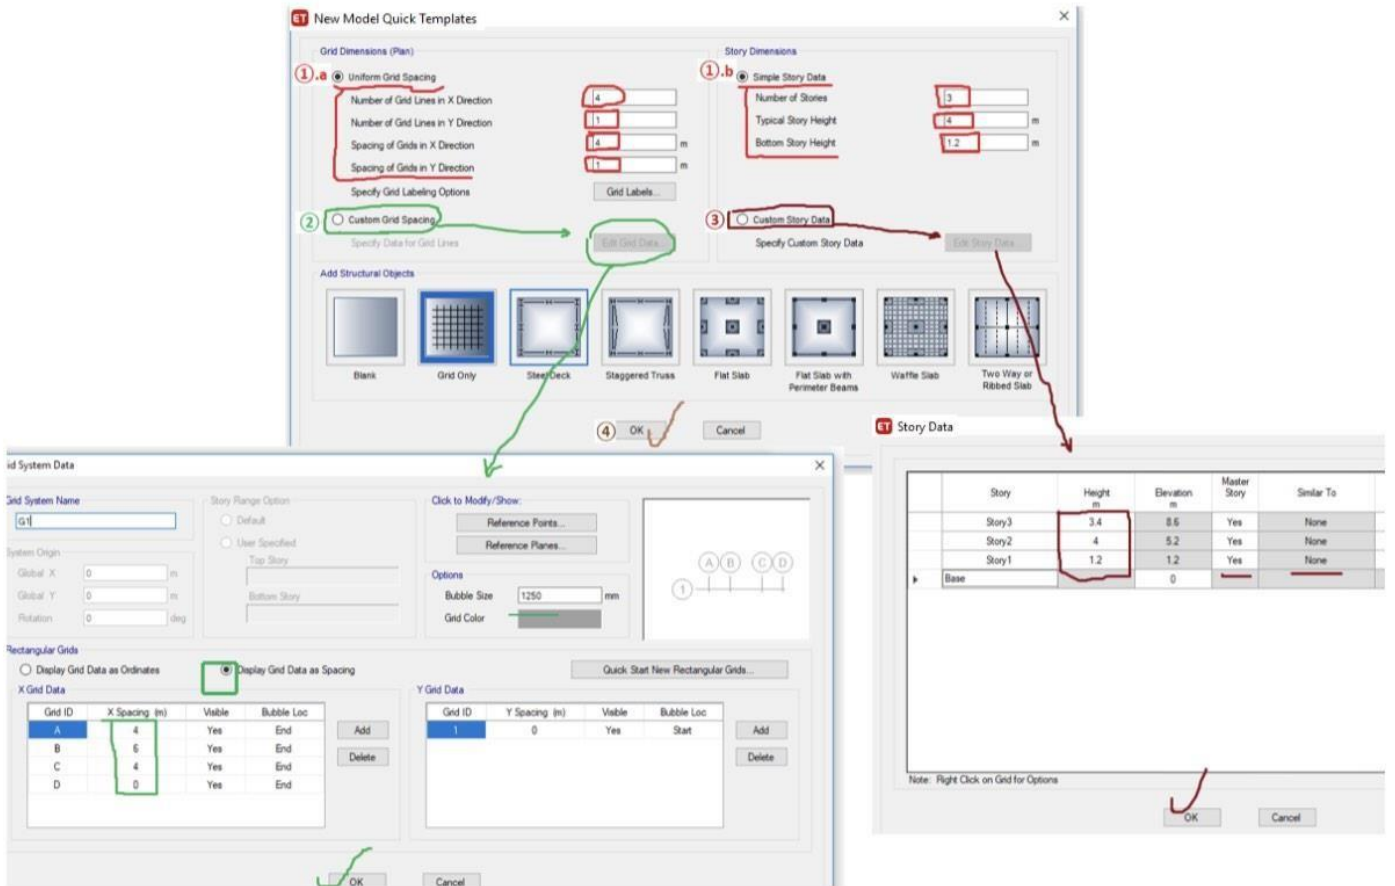 ET New Model Quick Templates
Grid Dimensions (Plan)
①.a Uniform Grid Spacing
Number of Grid Lines in X Direction 4
Number of Grid Lines in Y Direction 1
Spacing of Grids in X Direction 4 m
Spacing of Grids in Y Direction 1 m
Specify Grid Labeling Options Grid Labels...
② Custom Grid Spacing
Specify Data for Grid Lines Edit Grid Data...
Story Dimensions
①.b Simple Story Data
Number of Stories 3
Typical Story Height 4 m
Bottom Story Height 1.2 m
③ Custom Story Data
Specify Custom Story Data Edit Story Data...
Add Structural Objects
Blank
Grid Only
Steel Deck
Staggered Truss
Flat Slab
Flat Slab with
Perimeter Beams
Waffle Slab
Two Way or
Ribbed Slab
④ OK Cancel
id System Data
Grid System Name
G1
System Origin
Global X 0 m
Global Y 0 m
Rotation 0 deg
Story Range Option
Default
User Specified
Top Story
Bottom Story
Click to Modify/Show:
Reference Points...
Reference Planes...
Options
Bubble Size 1250 mm
Grid Color
A B C D
1
Rectangular Grids
Display Grid Data as Ordinates Display Grid Data as Spacing Quick Start New Rectangular Grids...
X Grid Data
Grid ID X Spacing (m) Visible Bubble Loc
A 4 Yes End
B 6 Yes End
C 4 Yes End
D 0 Yes End
Add
Delete
Y Grid Data
Grid ID Y Spacing (m) Visible Bubble Loc
1 0 Yes Start
Add
Delete
OK Cancel
ET Story Data
Story Height m Elevation m Master Story Similar To
Story3 3.4 8.6 Yes None
Story2 4 5.2 Yes None
Story1 1.2 1.2 Yes None
Base 0
Note: Right Click on Grid for Options
OK Cancel